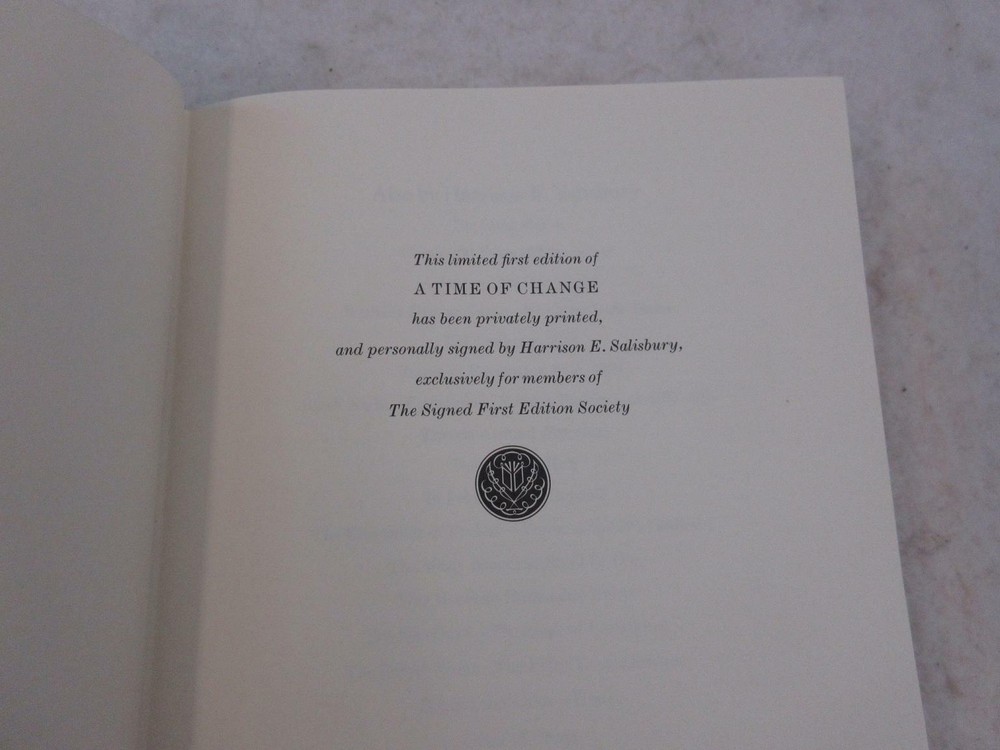 This limited first edition of
A TIME OF CHANGE
has been privately printed,
and personally signed by Harrison E. Salisbury,
exclusively for members of
The Signed First Edition Society